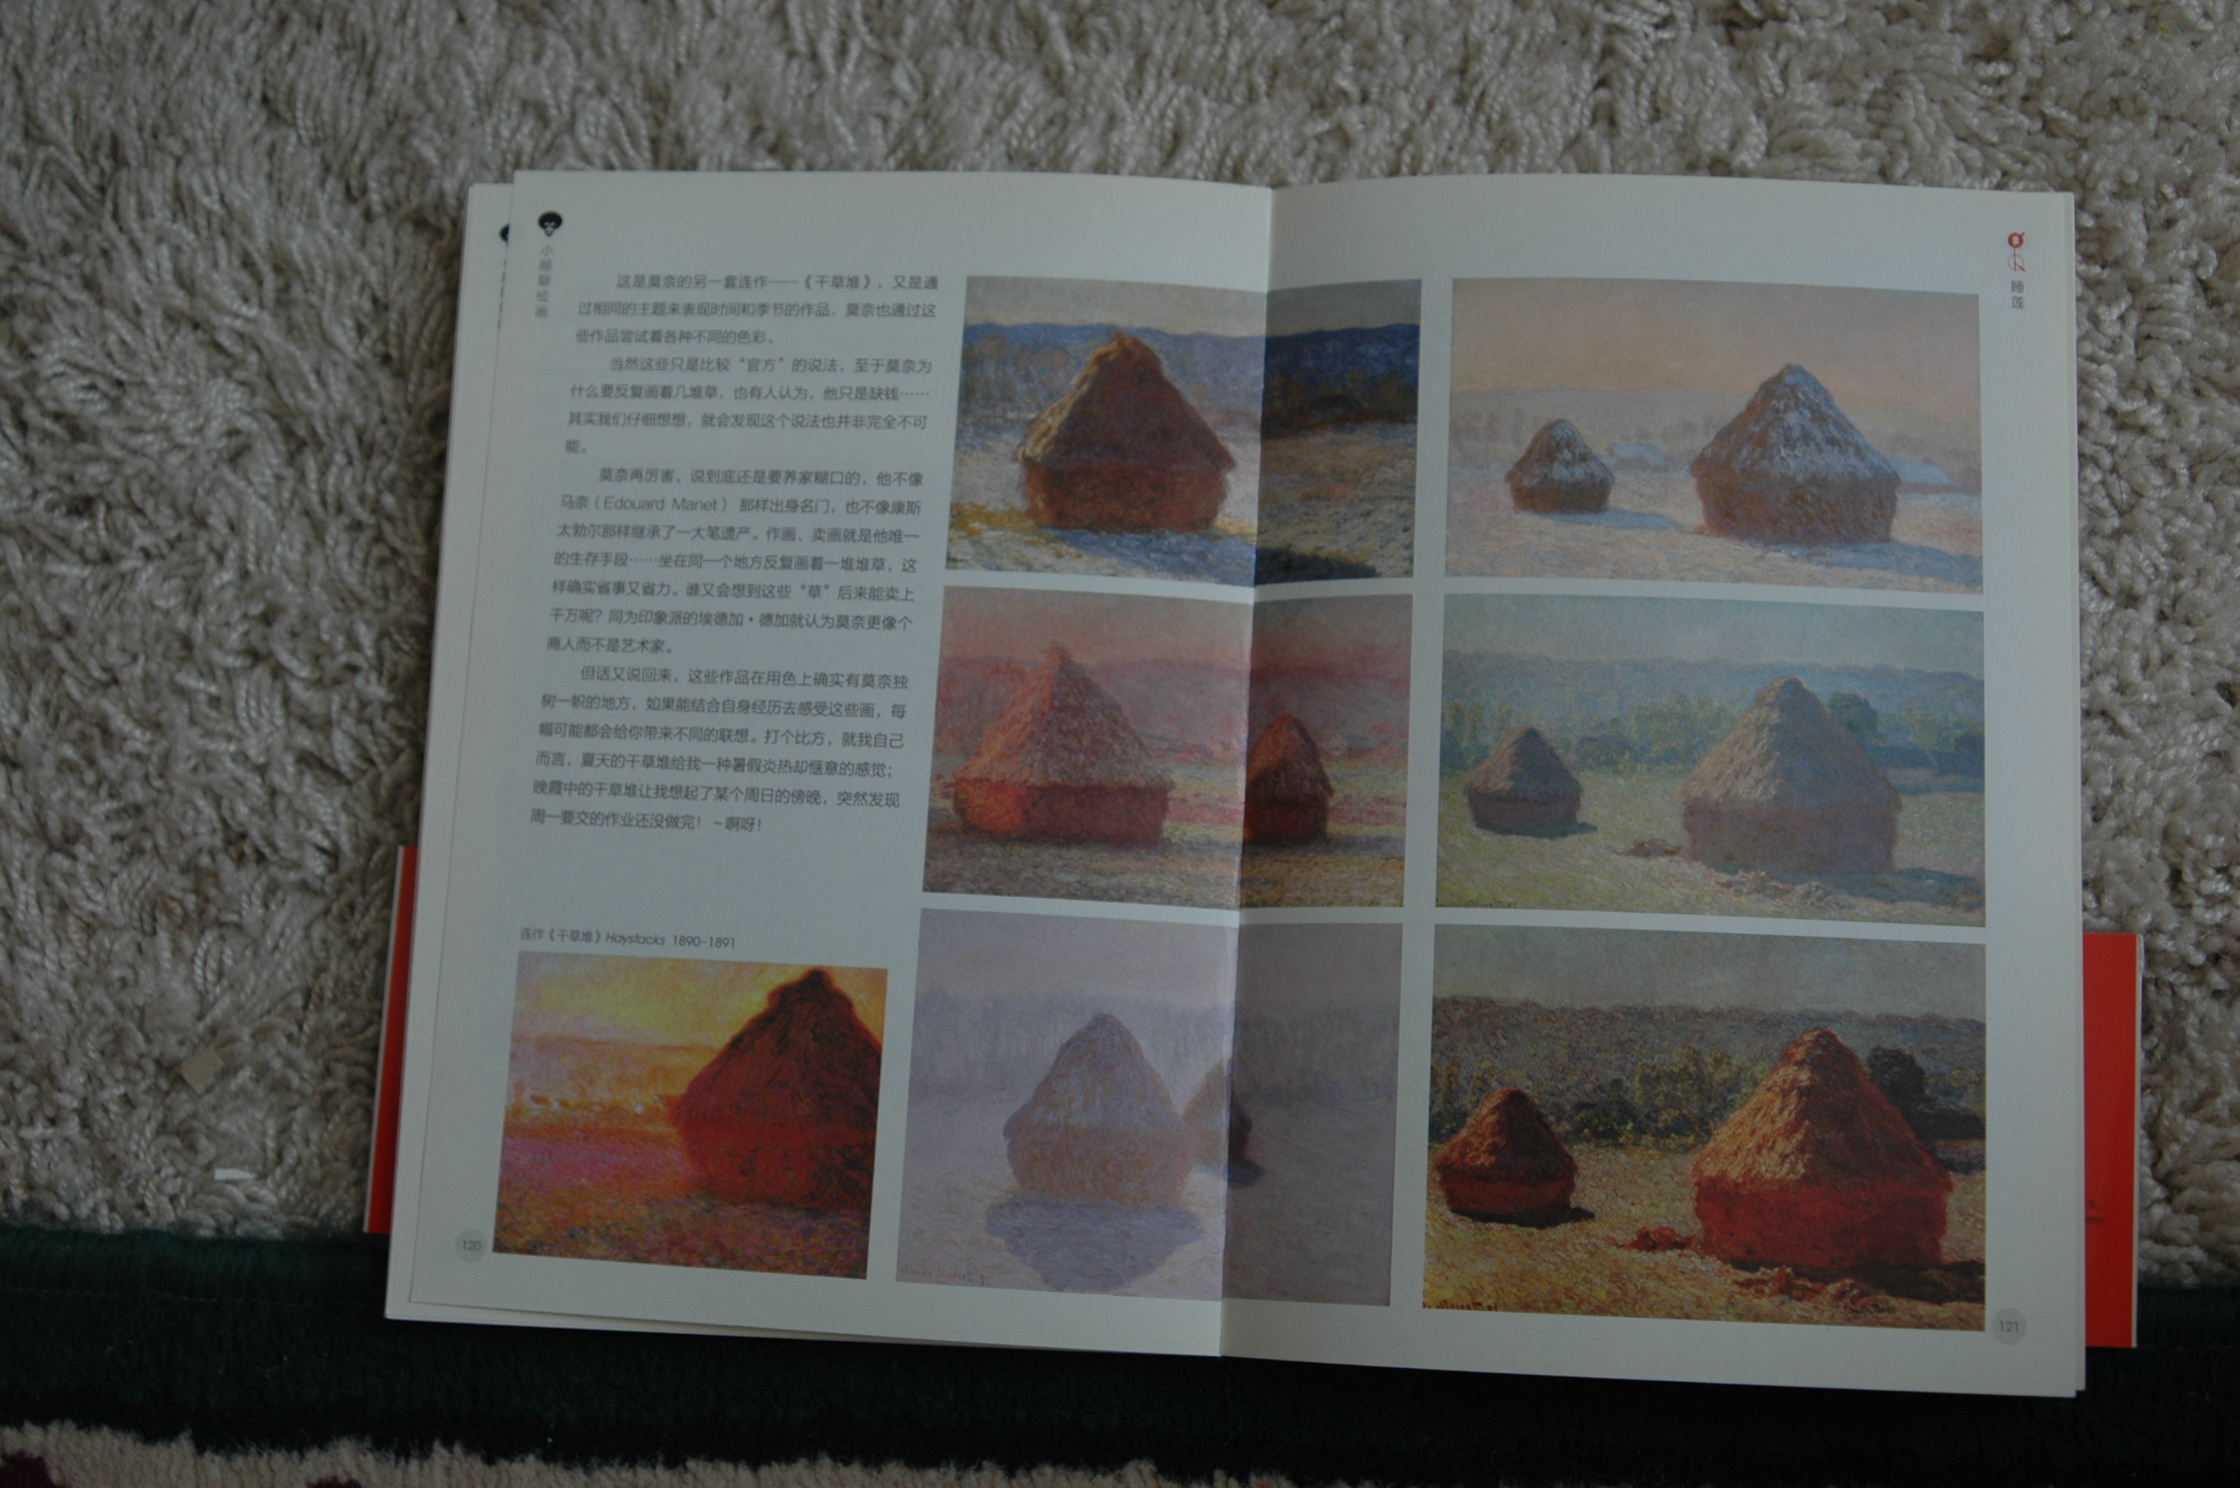 小顾聊绘画
这是莫奈的另一套连作——《干草堆》，又是通
过相同的主题来表现时间和季节的作品，莫奈也通过这
些作品尝试着各种不同的色彩。
当然这些只是比较“官方”的说法，至于莫奈为
什么要反复画着几堆草，也有人认为，他只是缺钱……
其实我们仔细想想，就会发现这个说法也并非完全不可
能。
莫奈再厉害，说到底还是要养家糊口的，他不像
马奈（Edouard Manet） 那样出身名门，也不像康斯
太勃尔那样继承了一大笔遗产。作画、卖画就是他唯一
的生存手段……坐在同一个地方反复画着一堆堆草，这
样确实省事又省力。谁又会想到这些“草”后来能卖上
千万呢？同为印象派的埃德加·德加就认为莫奈更像个
商人而不是艺术家。
但话又说回来，这些作品在用色上确实有莫奈独
树一帜的地方，如果能结合自身经历去感受这些画，每
幅可能都会给你带来不同的联想。打个比方，就我自己
而言，夏天的干草堆给我一种暑假炎热却惬意的感觉；
晚霞中的干草堆让我想起了某个周日的傍晚，突然发现
周一要交的作业还没做完！～啊呀！
连作《干草堆》Haystacks 1890-1891
120
睡莲
121